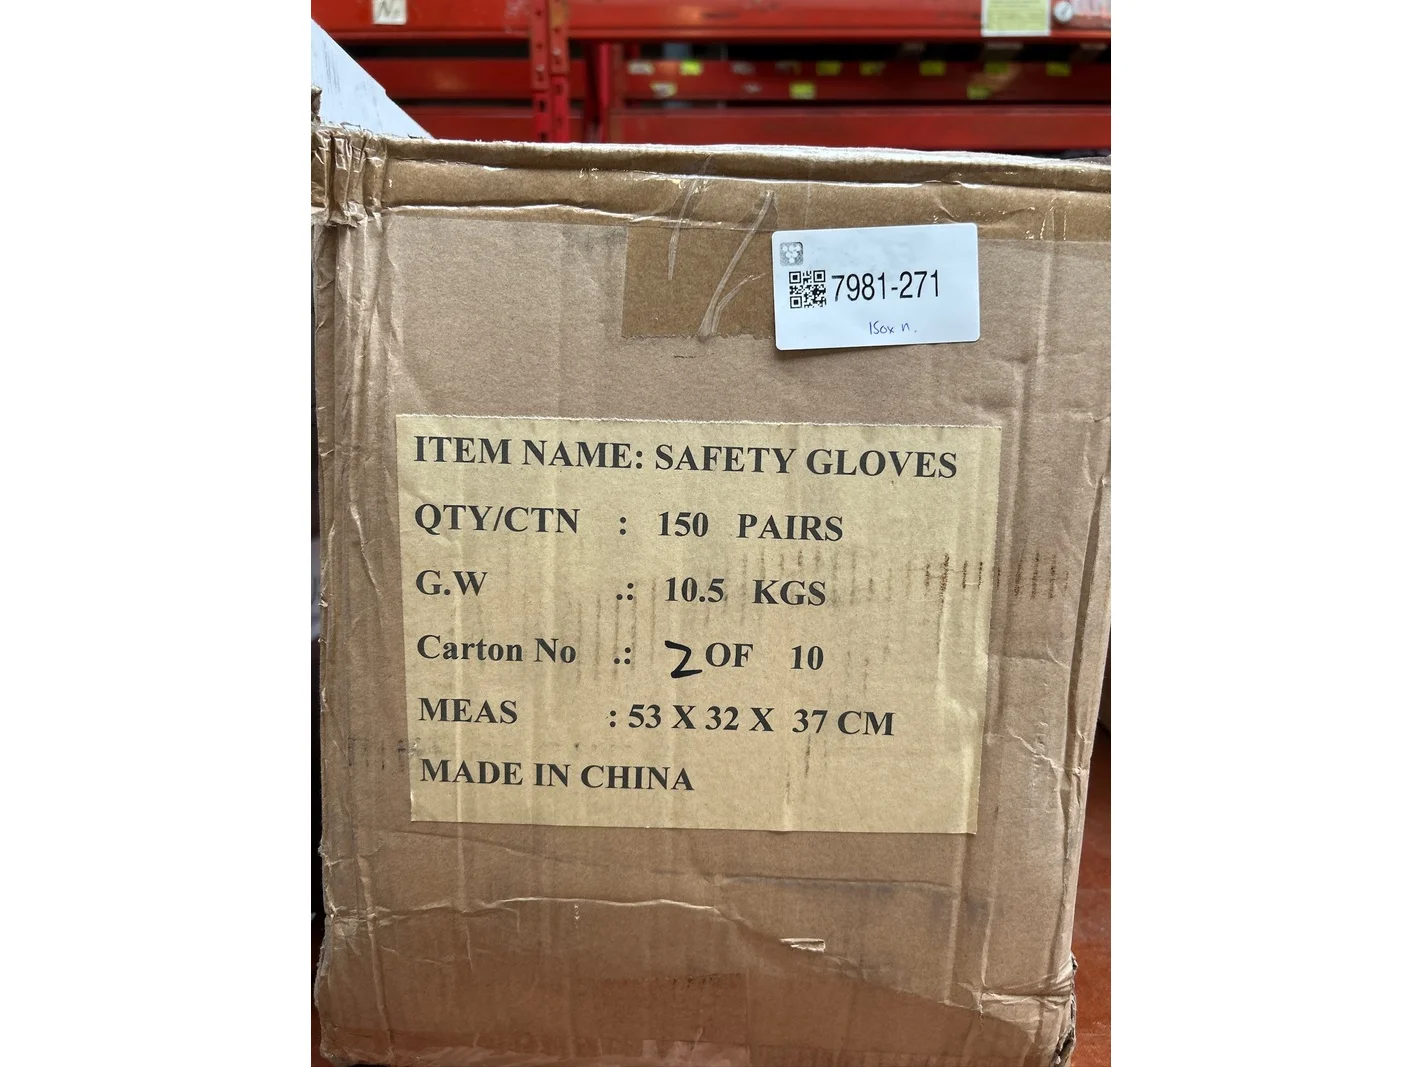 7981-271
150x n.
ITEM NAME: SAFETY GLOVES
QTY/CTN : 150 PAIRS
G.W .: 10.5 KGS
Carton No .: 2 OF 10
MEAS : 53 X 32 X 37 CM
MADE IN CHINA